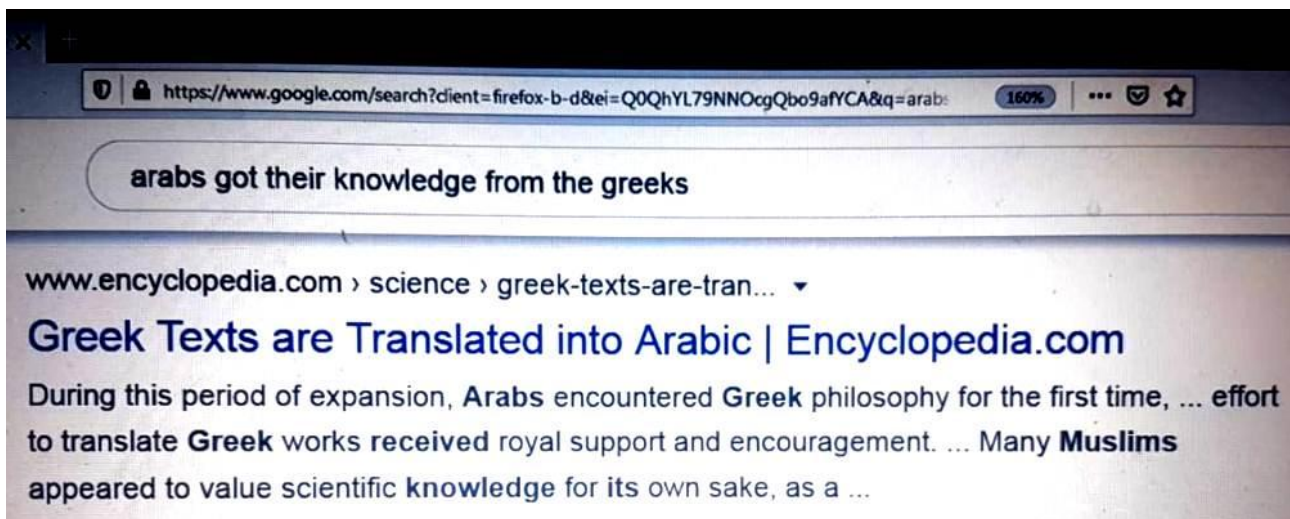 https://www.google.com/search?client=firefox-b-d&ei=Q0QhYL79NNOcgQbo9afYCA&q=arabs 160%
arabs got their knowledge from the greeks
www.encyclopedia.com › science › greek-texts-are-tran...
Greek Texts are Translated into Arabic | Encyclopedia.com
During this period of expansion, Arabs encountered Greek philosophy for the first time, ... effort
to translate Greek works received royal support and encouragement. ... Many Muslims
appeared to value scientific knowledge for its own sake, as a ...